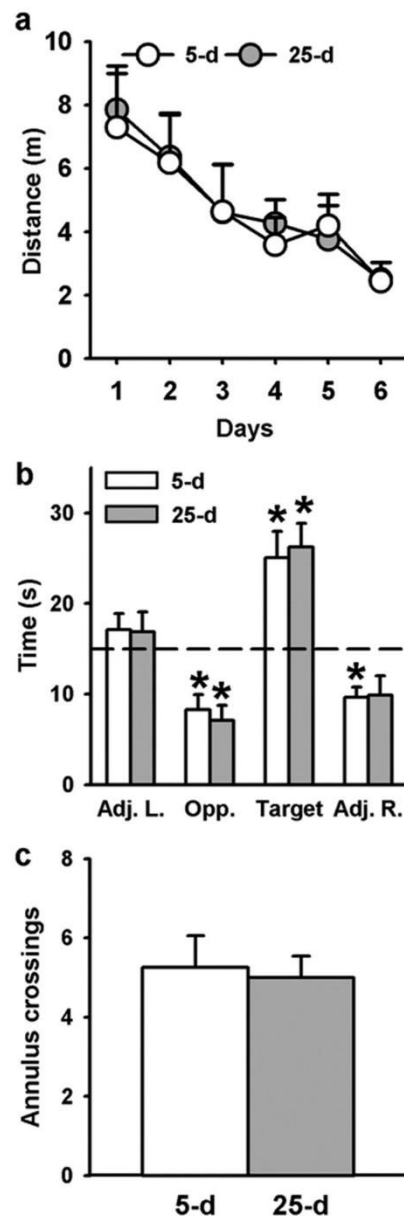 a
5-d 25-d
10
8
6
4
2
0
Distance (m)
1 2 3 4 5 6
Days
b
5-d
25-d
30
20
10
0
Time (s)
* * * * *
Adj. L. Opp. Target Adj. R.
c
8
6
4
2
0
Annulus crossings
5-d 25-d